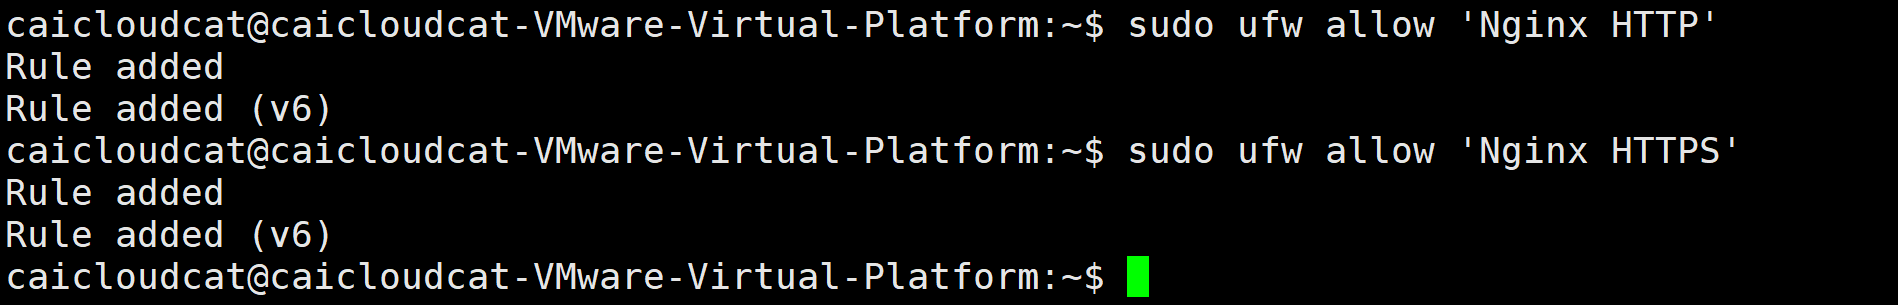 caicloudcat@caicloudcat-VMware-Virtual-Platform:~$ sudo ufw allow 'Nginx HTTP'
Rule added
Rule added (v6)
caicloudcat@caicloudcat-VMware-Virtual-Platform:~$ sudo ufw allow 'Nginx HTTPS'
Rule added
Rule added (v6)
caicloudcat@caicloudcat-VMware-Virtual-Platform:~$